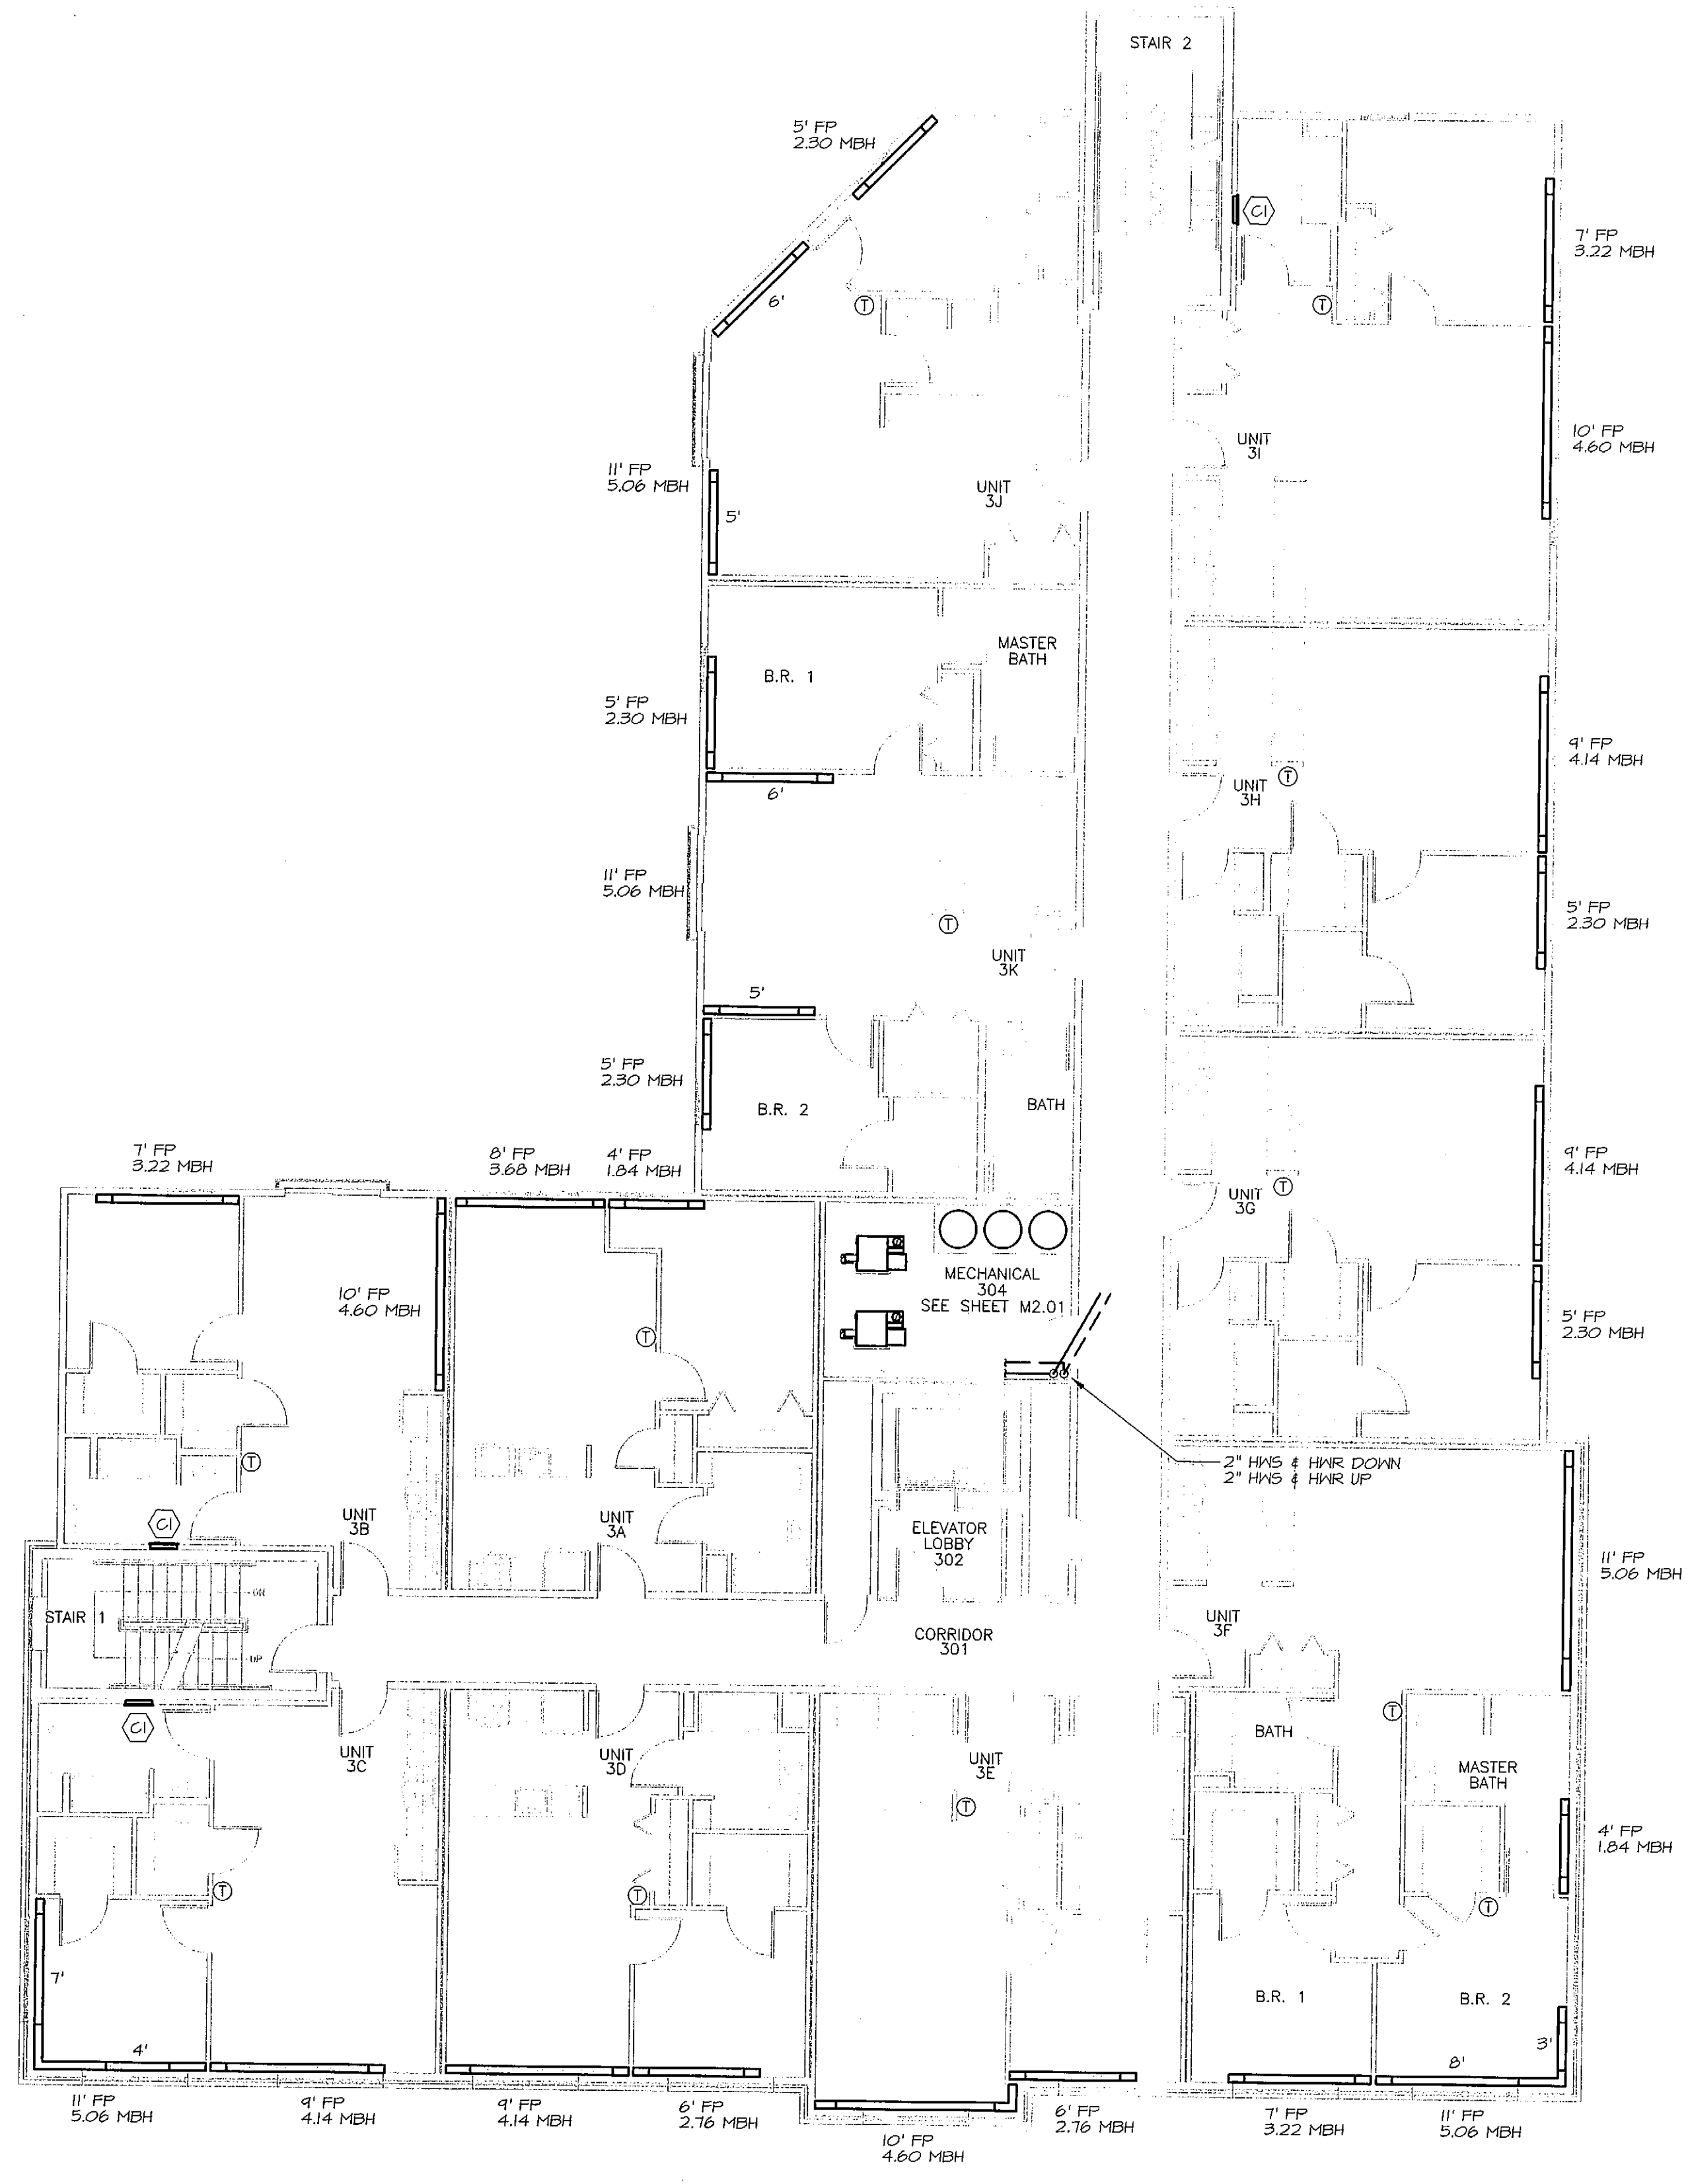 STAIR 2
5' FP
2.30 MBH
C1
7' FP
3.22 MBH
6'
T
T
10' FP
4.60 MBH
UNIT
3I
11' FP
5.06 MBH
UNIT
3J
5'
MASTER
BATH
B.R. 1
5' FP
2.30 MBH
9' FP
4.14 MBH
UNIT
3H
T
6'
11' FP
5.06 MBH
T
5' FP
2.30 MBH
UNIT
3K
5'
5' FP
2.30 MBH
B.R. 2
BATH
7' FP
3.22 MBH
8' FP
3.68 MBH
4' FP
1.84 MBH
9' FP
4.14 MBH
UNIT
3G
T
10' FP
4.60 MBH
MECHANICAL
304
SEE SHEET M2.01
T
5' FP
2.30 MBH
T
2" HWS & HWR DOWN
2" HWS & HWR UP
C1
UNIT
3B
UNIT
3A
ELEVATOR
LOBBY
302
11' FP
5.06 MBH
STAIR 1
DN
UP
CORRIDOR
301
UNIT
3F
C1
UNIT
3C
UNIT
3D
UNIT
3E
T
BATH
T
MASTER
BATH
4' FP
1.84 MBH
T
T
T
7'
4'
B.R. 1
B.R. 2
3'
8'
11' FP
5.06 MBH
9' FP
4.14 MBH
9' FP
4.14 MBH
6' FP
2.76 MBH
10' FP
4.60 MBH
6' FP
2.76 MBH
7' FP
3.22 MBH
11' FP
5.06 MBH